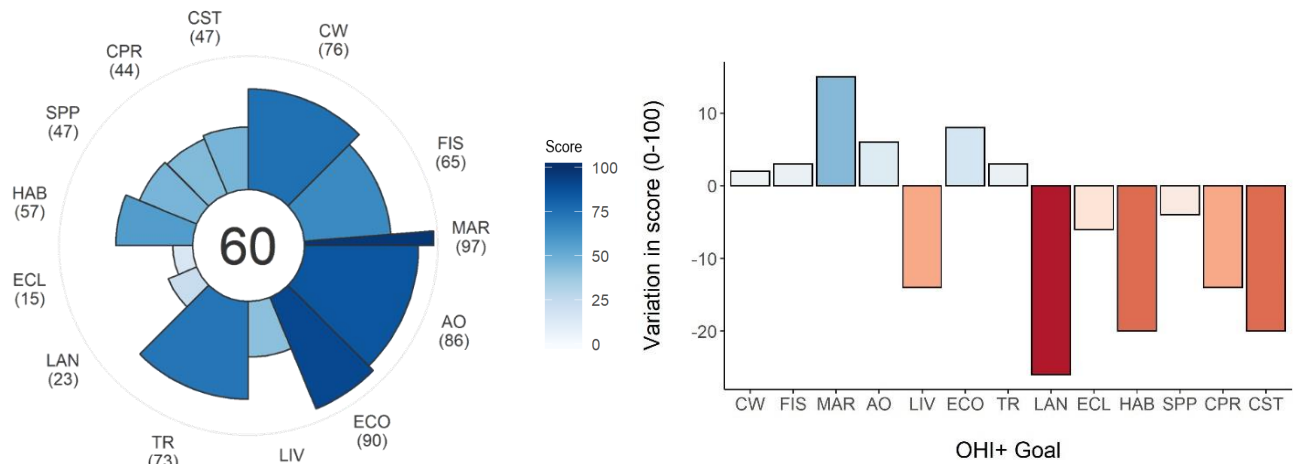 CST
(47)
CW
(76)
CPR
(44)
SPP
(47)
FIS
(65)
HAB
(57)
MAR
(97)
60
ECL
(15)
AO
(86)
LAN
(23)
ECO
(90)
TR
(73)
LIV
Score
100
75
50
25
0
Variation in score (0-100)
10
0
-10
-20
CW FIS MAR AO LIV ECO TR LAN ECL HAB SPP CPR CST
OHI+ Goal